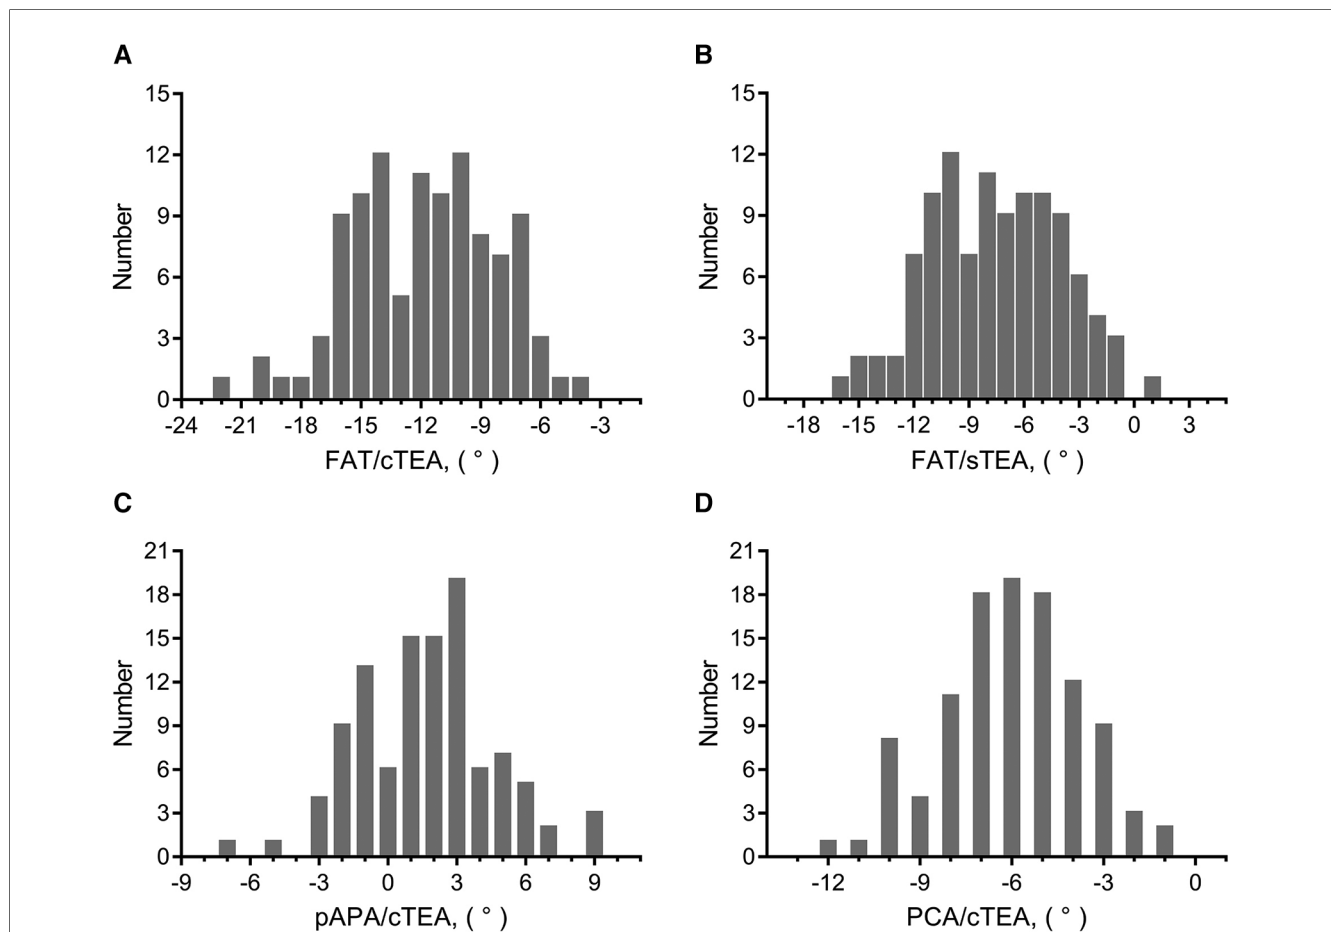 A
15
12
9
6
3
0
Number
-24 -21 -18 -15 -12 -9 -6 -3
FAT/cTEA, ( ° )
B
15
12
9
6
3
0
Number
-18 -15 -12 -9 -6 -3 0 3
FAT/sTEA, ( ° )
C
21
18
15
12
9
6
3
0
Number
-9 -6 -3 0 3 6 9
pAPA/cTEA, ( ° )
D
21
18
15
12
9
6
3
0
Number
-12 -9 -6 -3 0
PCA/cTEA, ( ° )